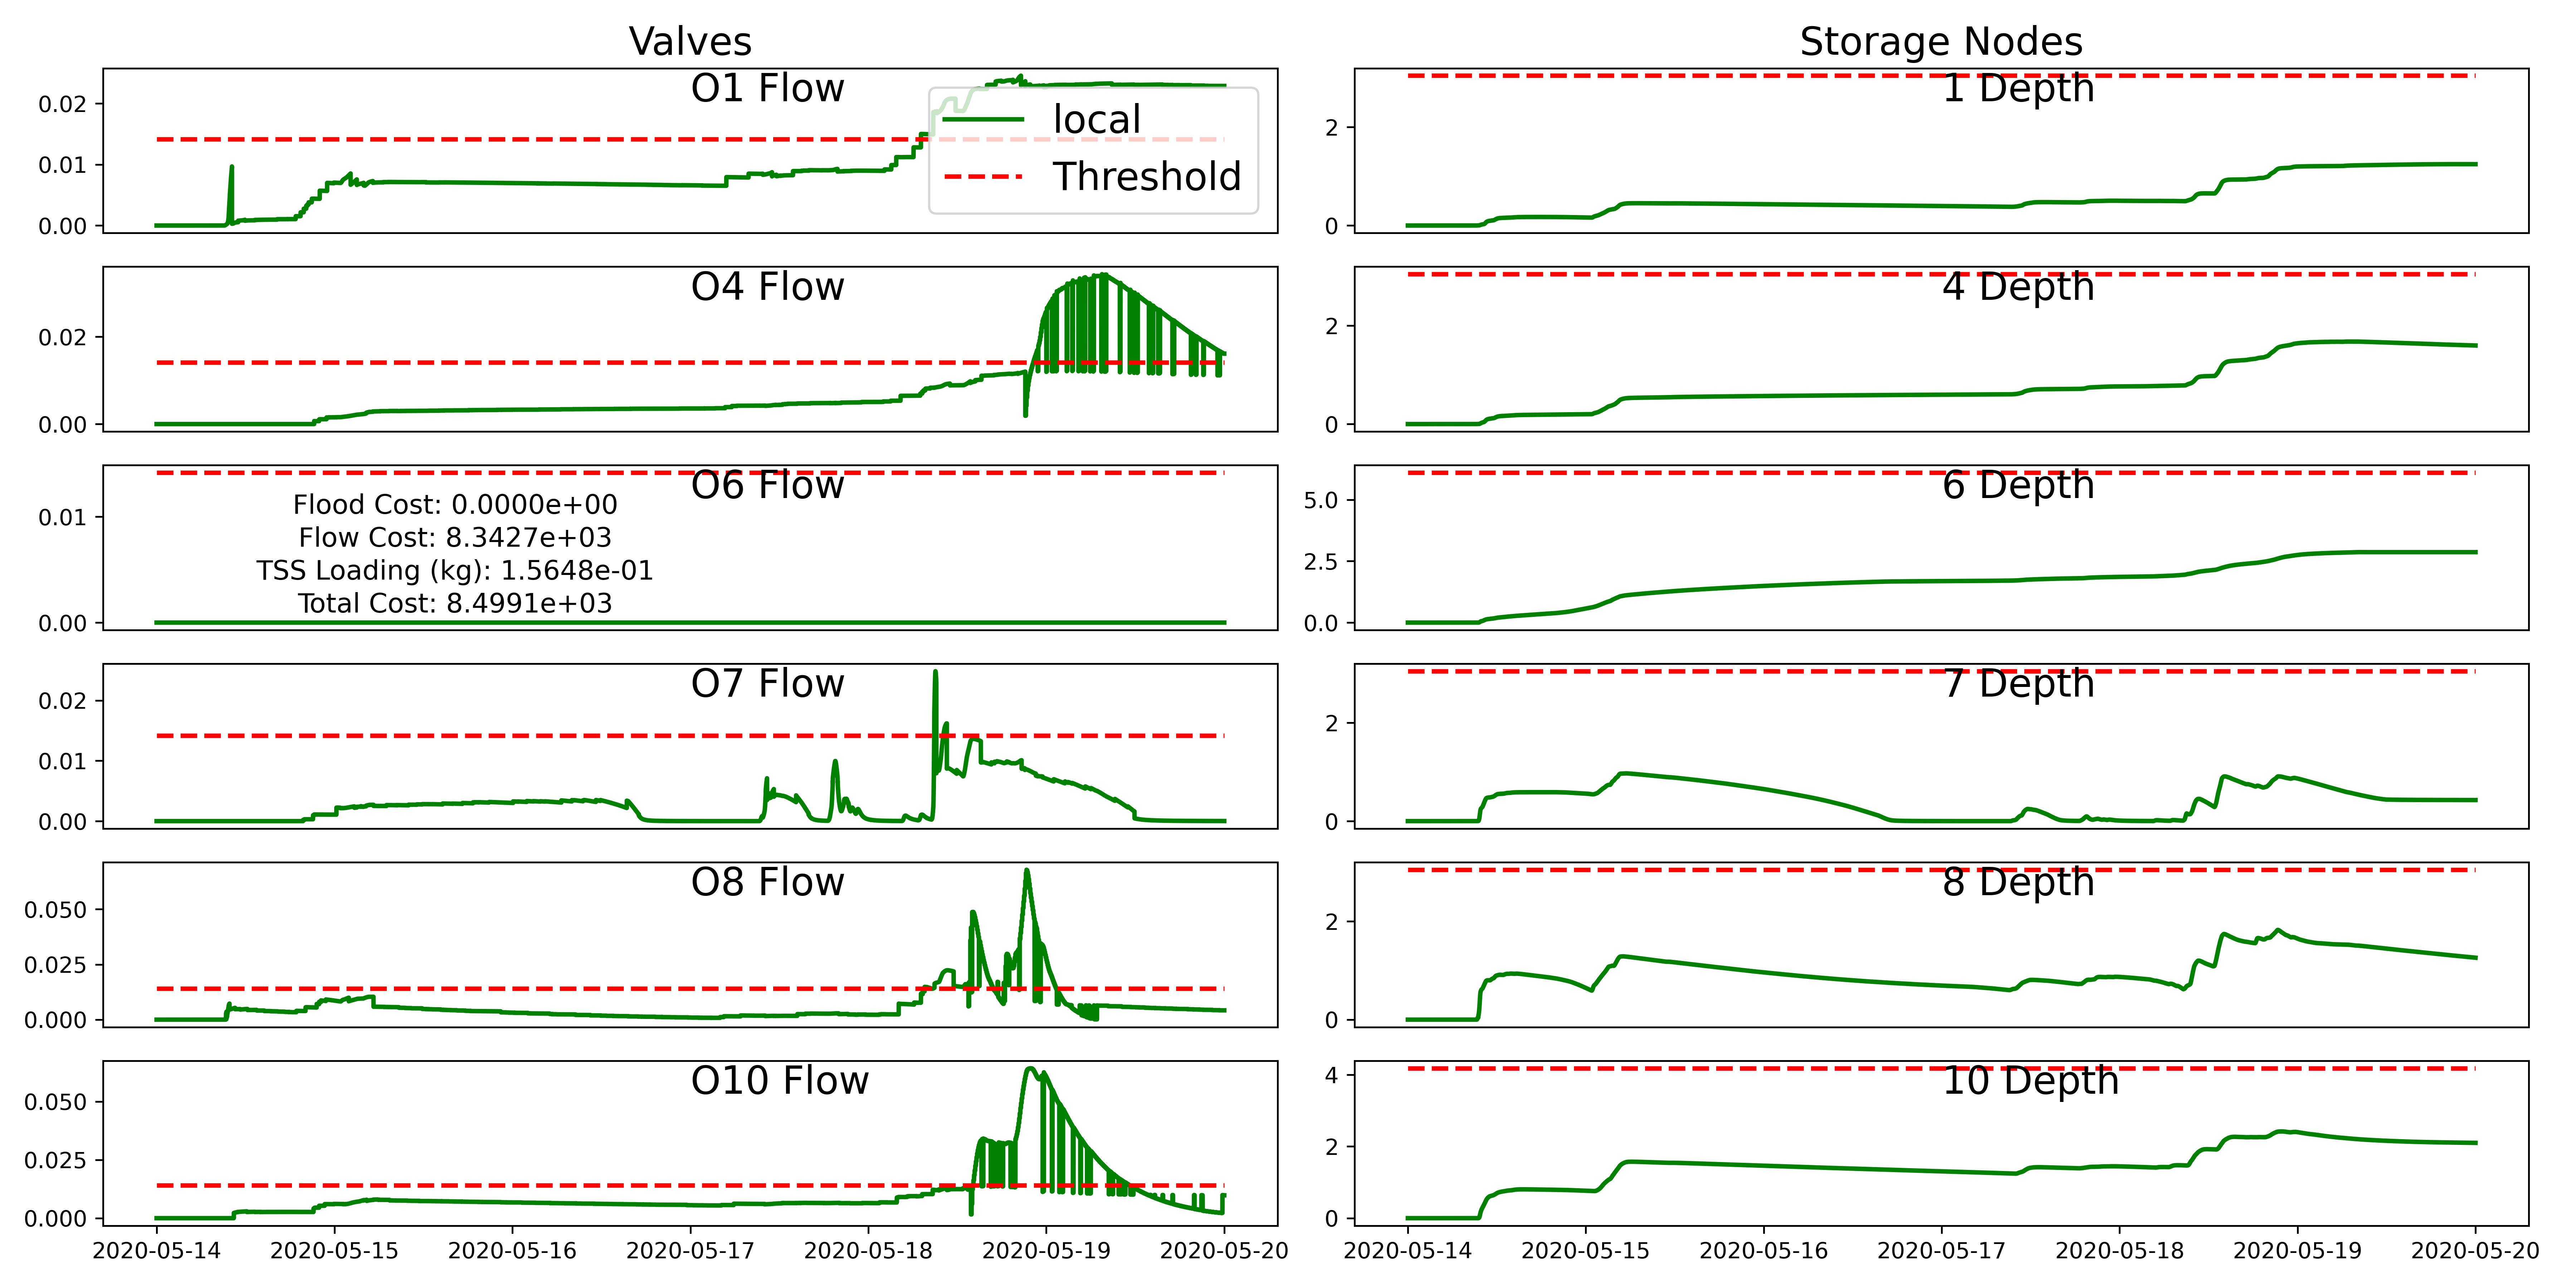 Valves
Storage Nodes
O1 Flow
local
Threshold
0.02
0.01
0.00
1 Depth
2
0
O4 Flow
0.02
0.00
4 Depth
2
0
O6 Flow
0.01
0.00
Flood Cost: 0.0000e+00
Flow Cost: 8.3427e+03
TSS Loading (kg): 1.5648e-01
Total Cost: 8.4991e+03
6 Depth
5.0
2.5
0.0
O7 Flow
0.02
0.01
0.00
7 Depth
2
0
O8 Flow
0.050
0.025
0.000
8 Depth
2
0
O10 Flow
0.050
0.025
0.000
10 Depth
4
2
0
2020-05-14 2020-05-15 2020-05-16 2020-05-17 2020-05-18 2020-05-19 2020-05-20
2020-05-14 2020-05-15 2020-05-16 2020-05-17 2020-05-18 2020-05-19 2020-05-20